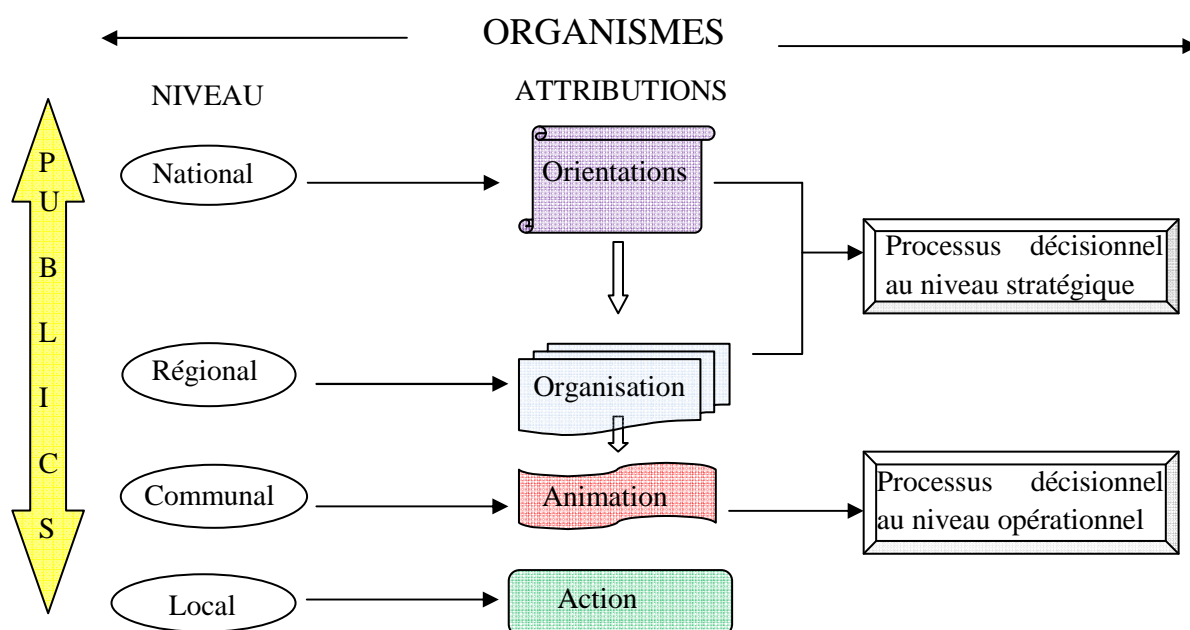 ORGANISMES
NIVEAU
ATTRIBUTIONS
P
U
B
L
I
C
S
National
Orientations
Processus décisionnel
au niveau stratégique
Régional
Organisation
Communal
Animation
Processus décisionnel
au niveau opérationnel
Local
Action